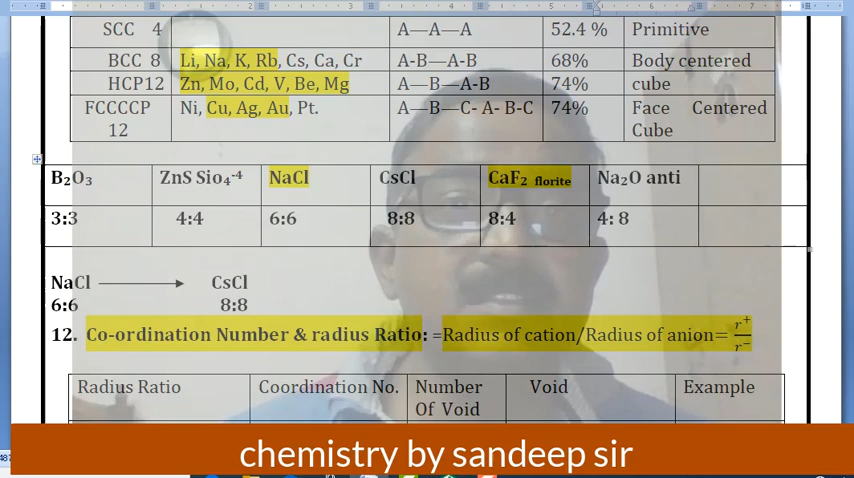 SCC 4 A—A—A 52.4 % Primitive
BCC 8 Li, Na, K, Rb, Cs, Ca, Cr A-B—A-B 68% Body centered
HCP12 Zn, Mo, Cd, V, Be, Mg A—B—A-B 74% cube
FCCCCP Ni, Cu, Ag, Au, Pt. A—B—C- A- B-C 74% Face Centered
12 Cube
B₂O₃ ZnS Sio₄⁻⁴ NaCl CsCl CaF₂ florite Na₂O anti
3:3 4:4 6:6 8:8 8:4 4: 8
NaCl ⟶ CsCl
6:6 8:8
12. Co-ordination Number & radius Ratio: =Radius of cation/Radius of anion= r⁺/r⁻
Radius Ratio Coordination No. Number Void Example
Of Void
chemistry by sandeep sir